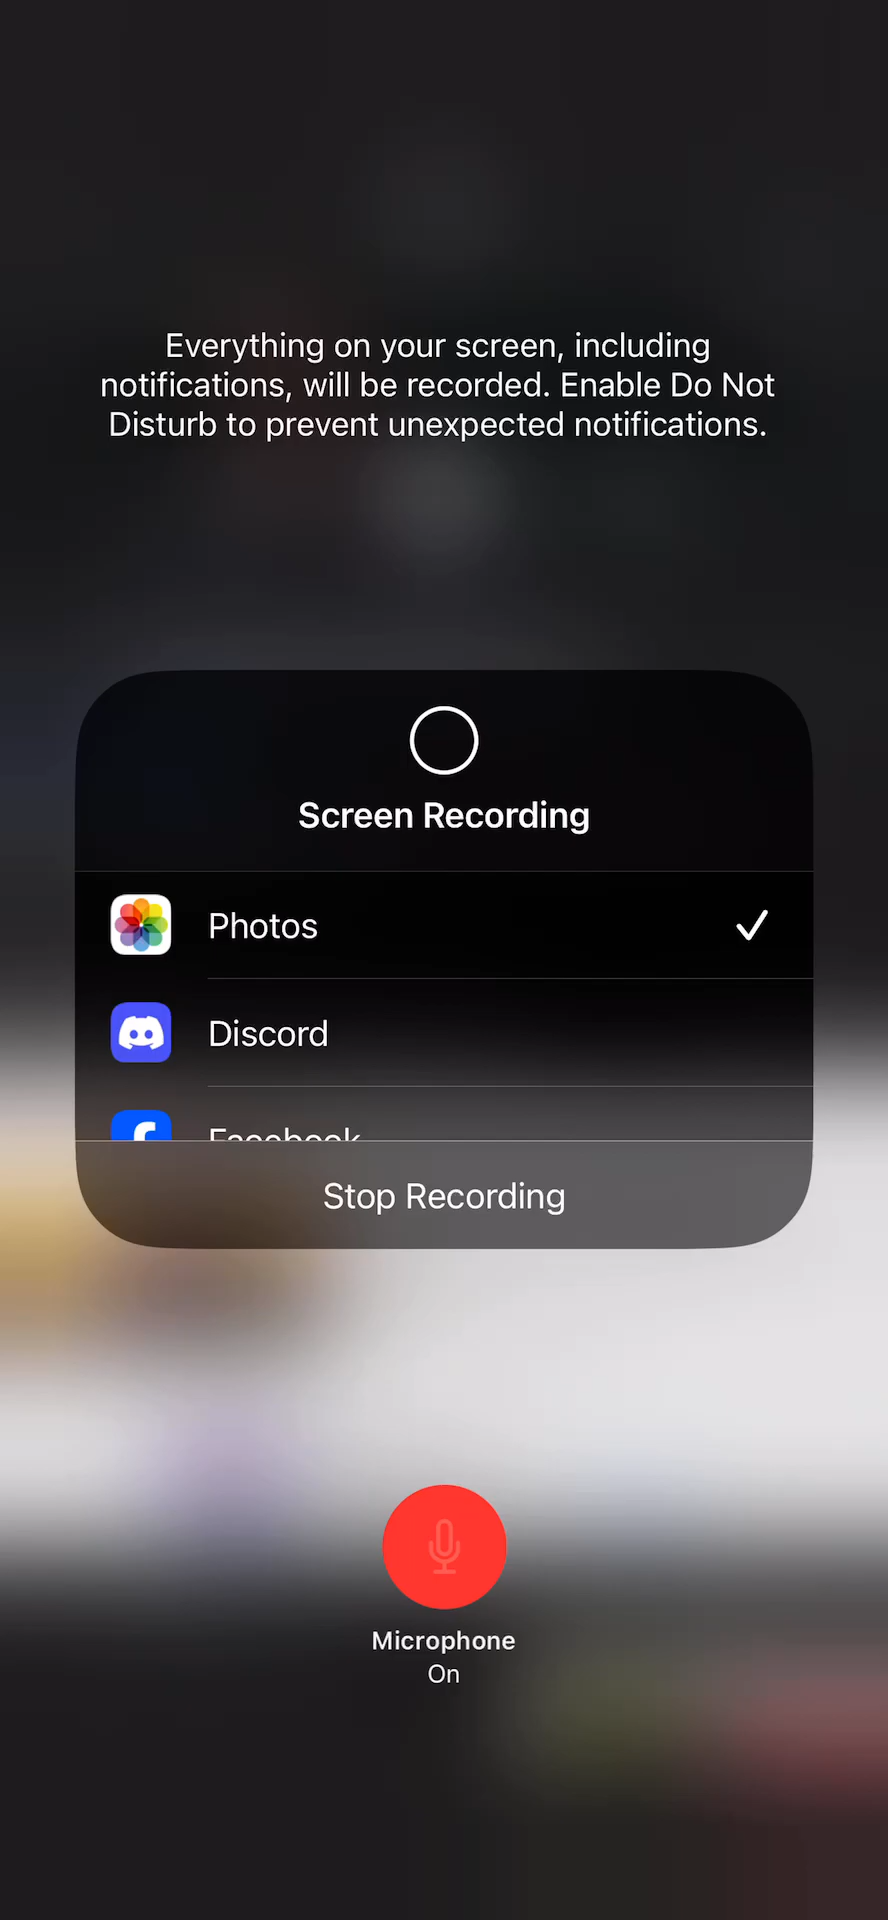 Everything on your screen, including
notifications, will be recorded. Enable Do Not
Disturb to prevent unexpected notifications.
Screen Recording
Photos
Discord
Facebook
Stop Recording
Microphone
On